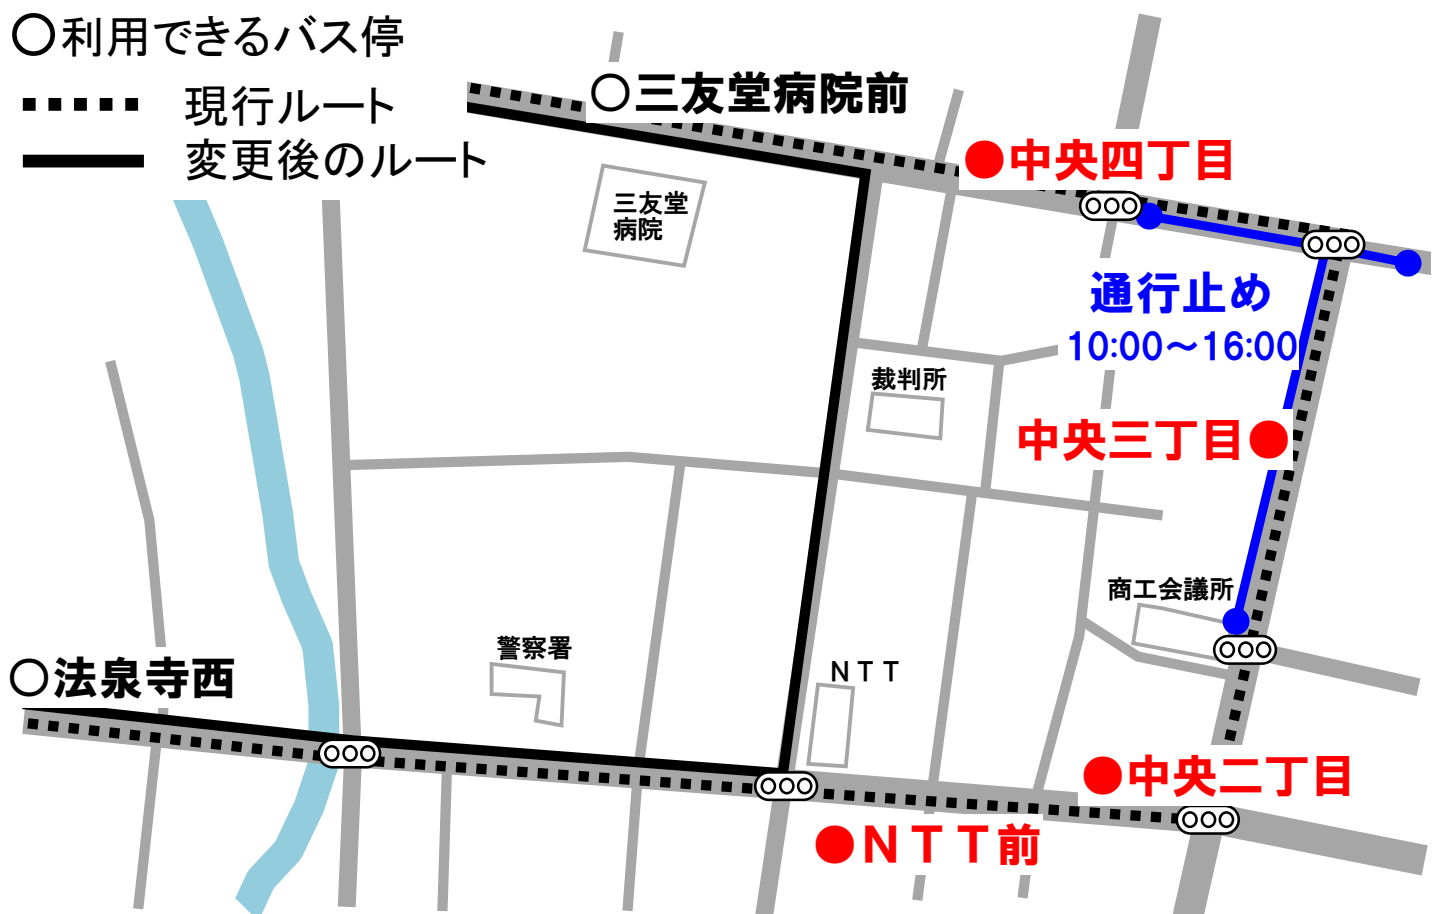 ○利用できるバス停
現行ルート
変更後のルート
○三友堂病院前
●中央四丁目
三友堂
病院
通行止め
10:00～16:00
裁判所
中央三丁目●
商工会議所
警察署
ＮＴＴ
○法泉寺西
●中央二丁目
●ＮＴＴ前